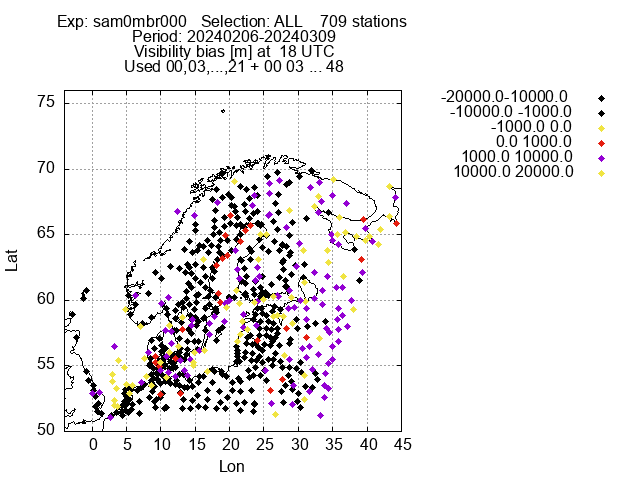 Exp: sam0mbr000   Selection: ALL    709 stations
Period: 20240206-20240309
Visibility bias [m] at  18 UTC
Used 00,03,...,21 + 00 03 ... 48
-20000.0-10000.0
-10000.0 -1000.0
-1000.0 0.0
0.0 1000.0
1000.0 10000.0
10000.0 20000.0
75
70
65
60
55
50
Lat
0 5 10 15 20 25 30 35 40 45
Lon